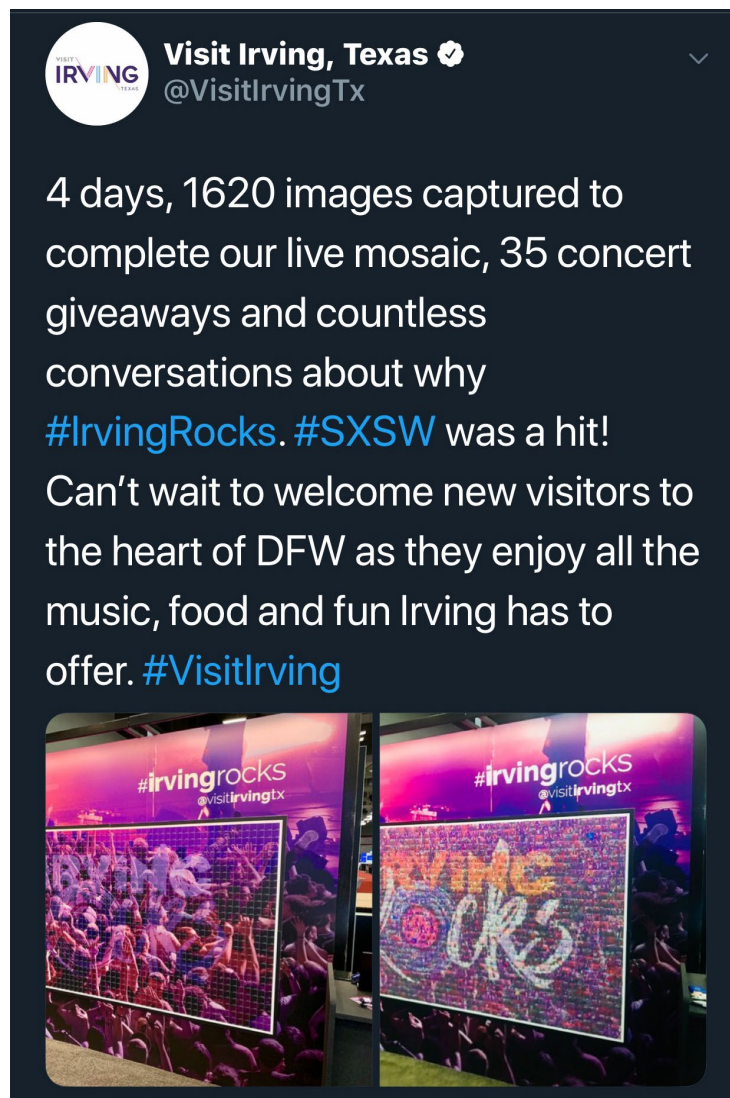 VISIT
IRVING
TEXAS
Visit Irving, Texas
@VisitIrvingTx
4 days, 1620 images captured to
complete our live mosaic, 35 concert
giveaways and countless
conversations about why
#IrvingRocks. #SXSW was a hit!
Can't wait to welcome new visitors to
the heart of DFW as they enjoy all the
music, food and fun Irving has to
offer. #VisitIrving
#irvingrocks
@visitirvingtx
IRVING
#irvingrocks
@visitirvingtx
IRVING
ROCKS